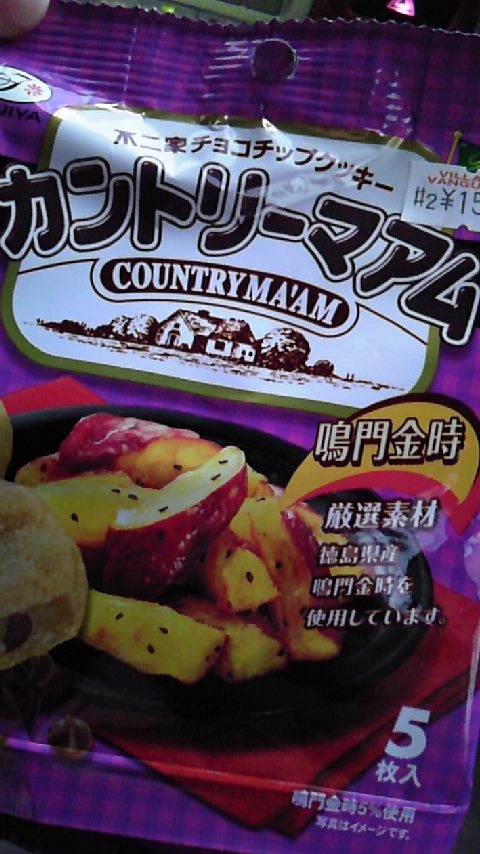 不二家チョコチップクッキー
カントリーマアム
COUNTRYMA'AM
#2¥15
鳴門金時
厳選素材
徳島県産
鳴門金時を
使用しています。
5
枚入
鳴門金時5%使用
写真はイメージです。